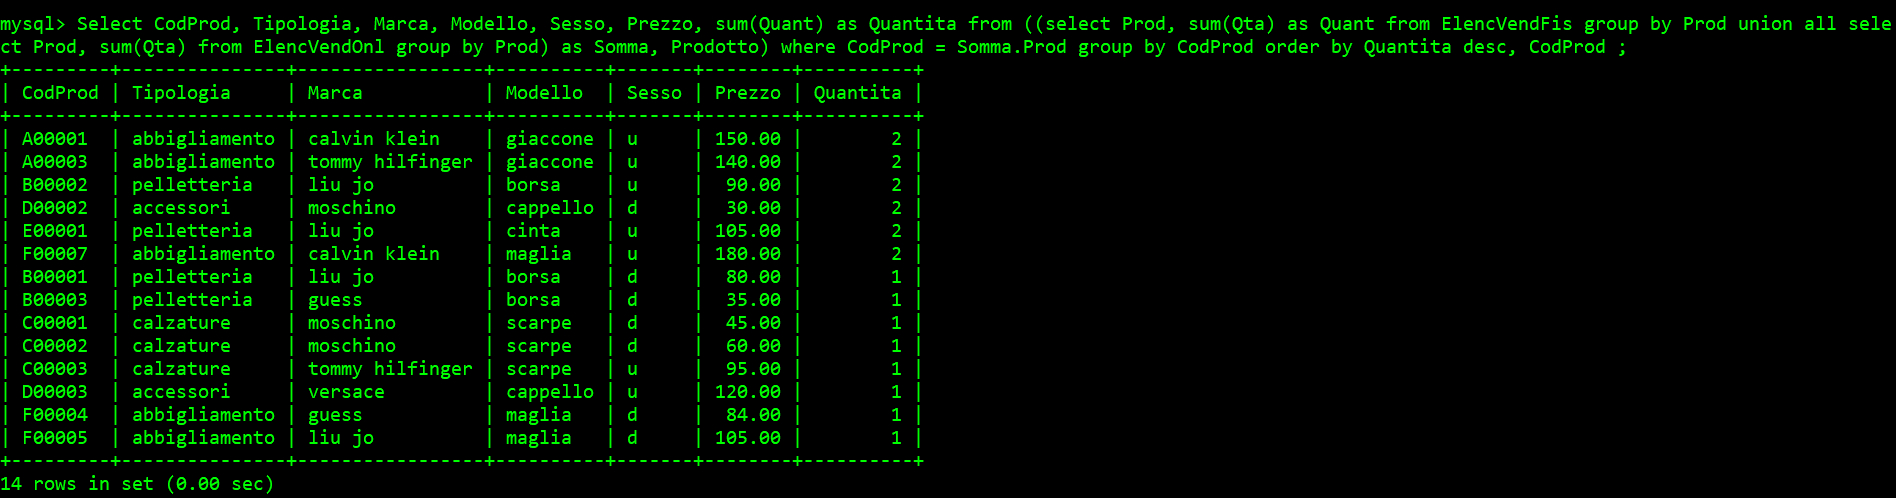 mysql> Select CodProd, Tipologia, Marca, Modello, Sesso, Prezzo, sum(Quant) as Quantita from ((select Prod, sum(Qta) as Quant from ElencVendFis group by Prod union all sele
ct Prod, sum(Qta) from ElencVendOnl group by Prod) as Somma, Prodotto) where CodProd = Somma.Prod group by CodProd order by Quantita desc, CodProd ;
+---------+---------------+-----------------+----------+-------+--------+----------+
| CodProd | Tipologia     | Marca           | Modello  | Sesso | Prezzo | Quantita |
+---------+---------------+-----------------+----------+-------+--------+----------+
| A00001  | abbigliamento | calvin klein    | giaccone | u     | 150.00 |        2 |
| A00003  | abbigliamento | tommy hilfinger | giaccone | u     | 140.00 |        2 |
| B00002  | pelletteria   | liu jo          | borsa    | u     |  90.00 |        2 |
| D00002  | accessori     | moschino        | cappello | d     |  30.00 |        2 |
| E00001  | pelletteria   | liu jo          | cinta    | u     | 105.00 |        2 |
| F00007  | abbigliamento | calvin klein    | maglia   | u     | 180.00 |        2 |
| B00001  | pelletteria   | liu jo          | borsa    | d     |  80.00 |        1 |
| B00003  | pelletteria   | guess           | borsa    | d     |  35.00 |        1 |
| C00001  | calzature     | moschino        | scarpe   | d     |  45.00 |        1 |
| C00002  | calzature     | moschino        | scarpe   | d     |  60.00 |        1 |
| C00003  | calzature     | tommy hilfinger | scarpe   | u     |  95.00 |        1 |
| D00003  | accessori     | versace         | cappello | u     | 120.00 |        1 |
| F00004  | abbigliamento | guess           | maglia   | d     |  84.00 |        1 |
| F00005  | abbigliamento | liu jo          | maglia   | d     | 105.00 |        1 |
+---------+---------------+-----------------+----------+-------+--------+----------+
14 rows in set (0.00 sec)